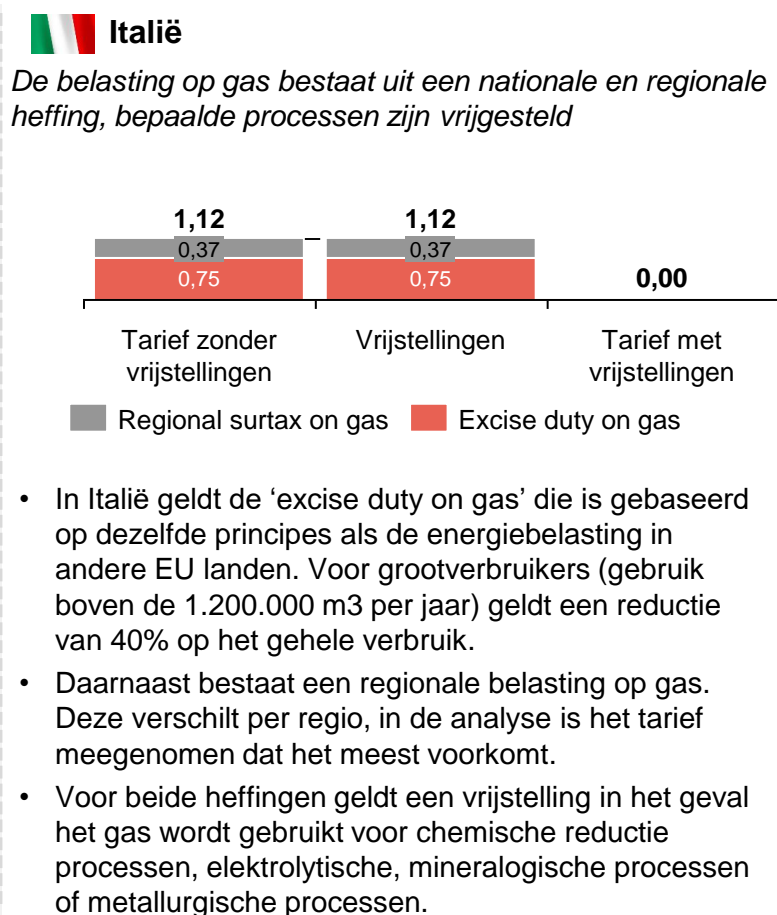 Italië
De belasting op gas bestaat uit een nationale en regionale
heffing, bepaalde processen zijn vrijgesteld
1,12 1,12
0,37 0,37
0,75 0,75 0,00
Tarief zonder vrijstellingen
Vrijstellingen
Tarief met vrijstellingen
Regional surtax on gas Excise duty on gas
• In Italië geldt de ‘excise duty on gas’ die is gebaseerd
op dezelfde principes als de energiebelasting in
andere EU landen. Voor grootverbruikers (gebruik
boven de 1.200.000 m3 per jaar) geldt een reductie
van 40% op het gehele verbruik.
• Daarnaast bestaat een regionale belasting op gas.
Deze verschilt per regio, in de analyse is het tarief
meegenomen dat het meest voorkomt.
• Voor beide heffingen geldt een vrijstelling in het geval
het gas wordt gebruikt voor chemische reductie
processen, elektrolytische, mineralogische processen
of metallurgische processen.